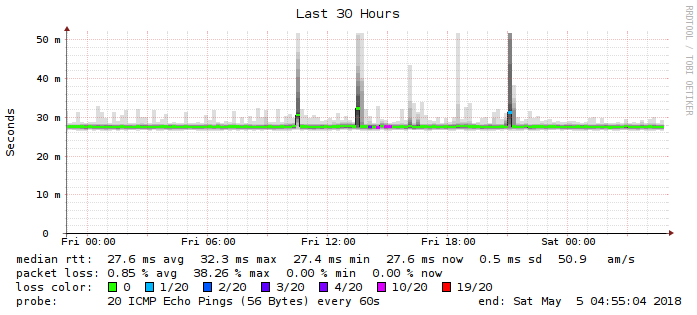 Last 30 Hours
RRDTOOL / TOBI OETIKER
Seconds
50 m
40 m
30 m
20 m
10 m
0
Fri 00:00 Fri 06:00 Fri 12:00 Fri 18:00 Sat 00:00
median rtt: 27.6 ms avg 32.3 ms max 27.4 ms min 27.6 ms now 0.5 ms sd 50.9 am/s
packet loss: 0.85 % avg 38.26 % max 0.00 % min 0.00 % now
loss color: 0 1/20 2/20 3/20 4/20 10/20 19/20
probe: 20 ICMP Echo Pings (56 Bytes) every 60s end: Sat May 5 04:55:04 2018